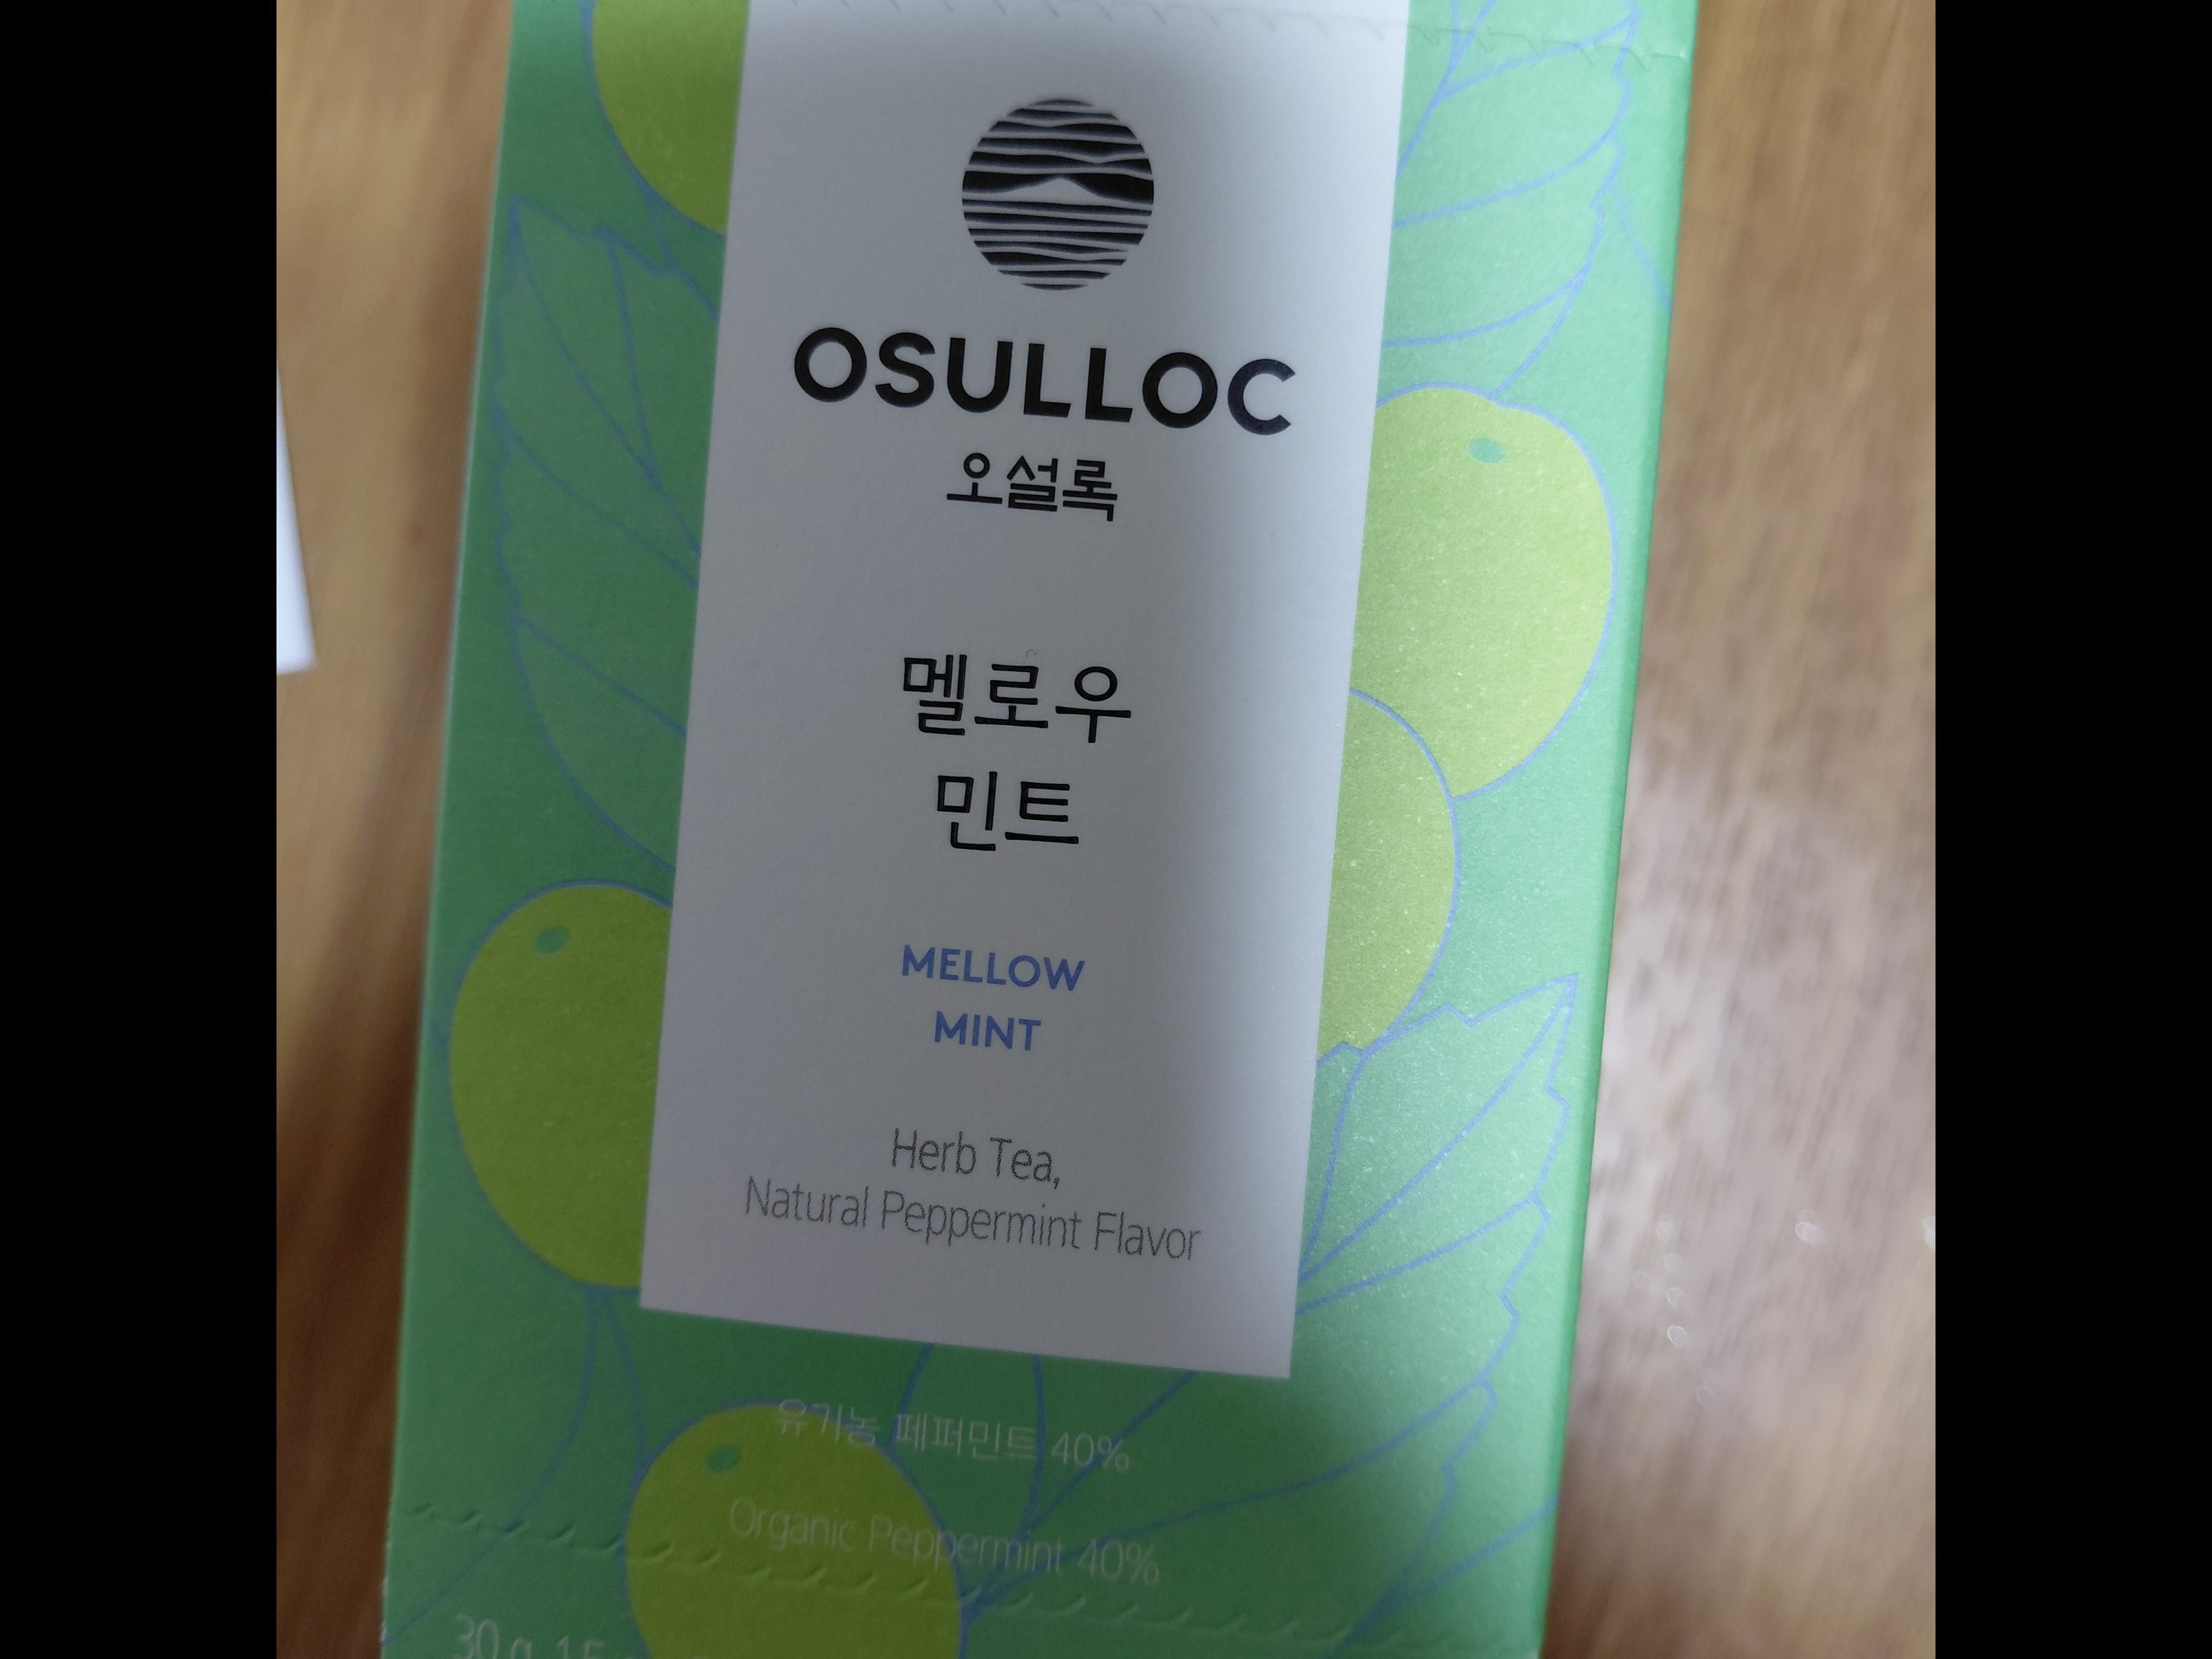 OSULLOC
오설록
멜로우
민트
MELLOW
MINT
Herb Tea,
Natural Peppermint Flavor
유기농 페퍼민트 40%
Organic Peppermint 40%
30 g